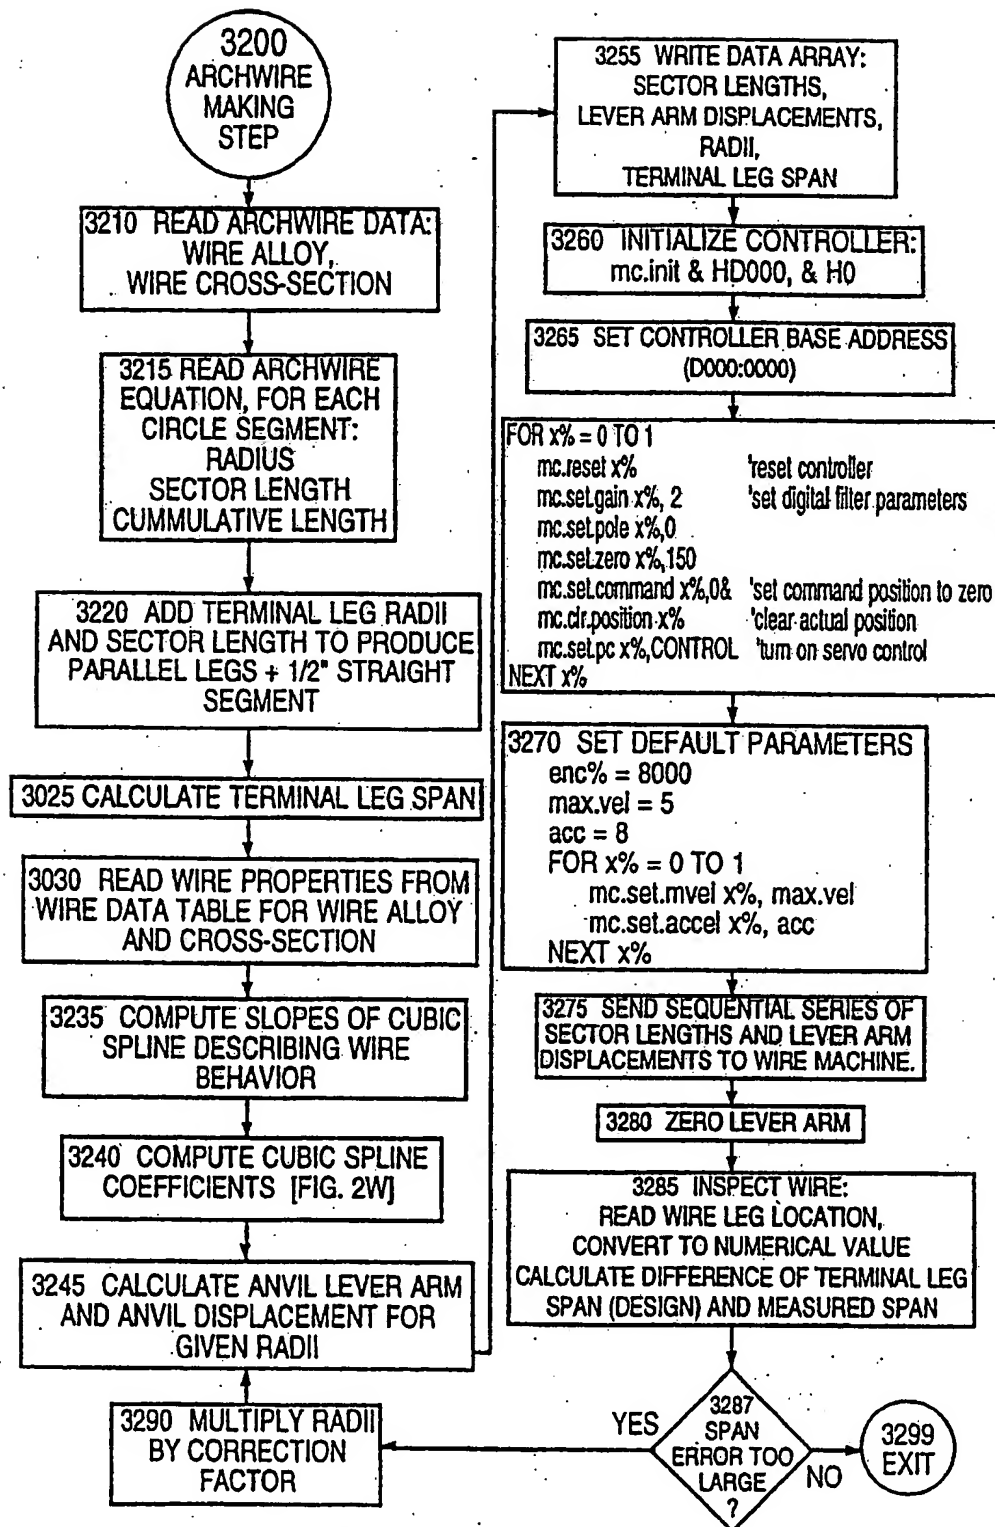 3200
ARCHWIRE
MAKING
STEP
3210 READ ARCHWIRE DATA:
WIRE ALLOY,
WIRE CROSS-SECTION
3215 READ ARCHWIRE
EQUATION, FOR EACH
CIRCLE SEGMENT:
RADIUS
SECTOR LENGTH
CUMMULATIVE LENGTH
3220 ADD TERMINAL LEG RADII
AND SECTOR LENGTH TO PRODUCE
PARALLEL LEGS + 1/2" STRAIGHT
SEGMENT
3025 CALCULATE TERMINAL LEG SPAN
3030 READ WIRE PROPERTIES FROM
WIRE DATA TABLE FOR WIRE ALLOY
AND CROSS-SECTION
3235 COMPUTE SLOPES OF CUBIC
SPLINE DESCRIBING WIRE
BEHAVIOR
3240 COMPUTE CUBIC SPLINE
COEFFICIENTS [FIG. 2W]
3245 CALCULATE ANVIL LEVER ARM
AND ANVIL DISPLACEMENT FOR
GIVEN RADII
3290 MULTIPLY RADII
BY CORRECTION
FACTOR
3255 WRITE DATA ARRAY:
SECTOR LENGTHS,
LEVER ARM DISPLACEMENTS,
RADII,
TERMINAL LEG SPAN
3260 INITIALIZE CONTROLLER:
mc.init & HD000, & H0
3265 SET CONTROLLER BASE ADDRESS
(D000:0000)
FOR x% = 0 TO 1
mc.reset x% 'reset controller
mc.set.gain x%, 2 'set digital filter parameters
mc.set.pole x%,0
mc.set.zero x%,150
mc.set.command x%,0& 'set command position to zero
mc.clr.position x% 'clear actual position
mc.set.pc x%,CONTROL 'turn on servo control
NEXT x%
3270 SET DEFAULT PARAMETERS
enc% = 8000
max.vel = 5
acc = 8
FOR x% = 0 TO 1
mc.set.mvel x%, max.vel
mc.set.accel x%, acc
NEXT x%
3275 SEND SEQUENTIAL SERIES OF
SECTOR LENGTHS AND LEVER ARM
DISPLACEMENTS TO WIRE MACHINE.
3280 ZERO LEVER ARM
3285 INSPECT WIRE:
READ WIRE LEG LOCATION,
CONVERT TO NUMERICAL VALUE
CALCULATE DIFFERENCE OF TERMINAL LEG
SPAN (DESIGN) AND MEASURED SPAN
3287
SPAN
ERROR TOO
LARGE
?
YES
NO
3299
EXIT